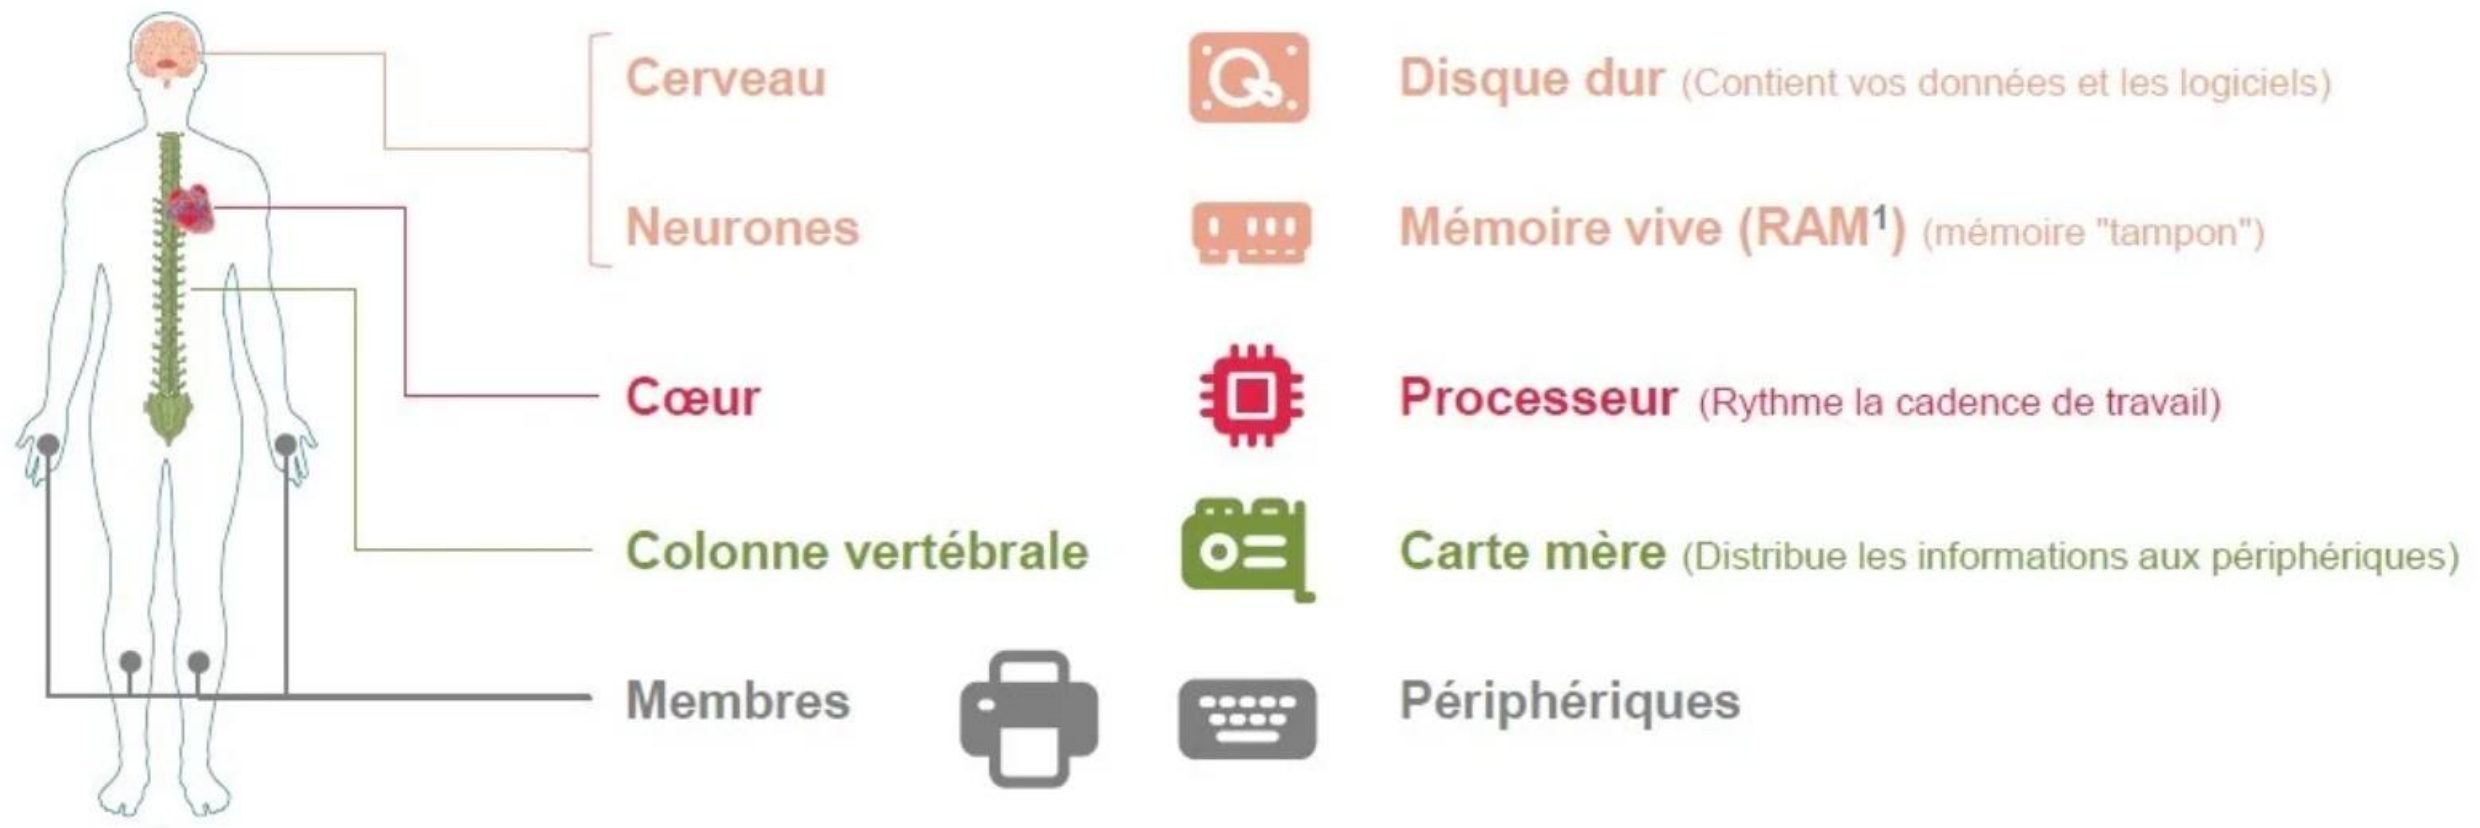 Cerveau Disque dur (Contient vos données et les logiciels)
Neurones Mémoire vive (RAM¹) (mémoire "tampon")
Cœur Processeur (Rythme la cadence de travail)
Colonne vertébrale Carte mère (Distribue les informations aux périphériques)
Membres Périphériques